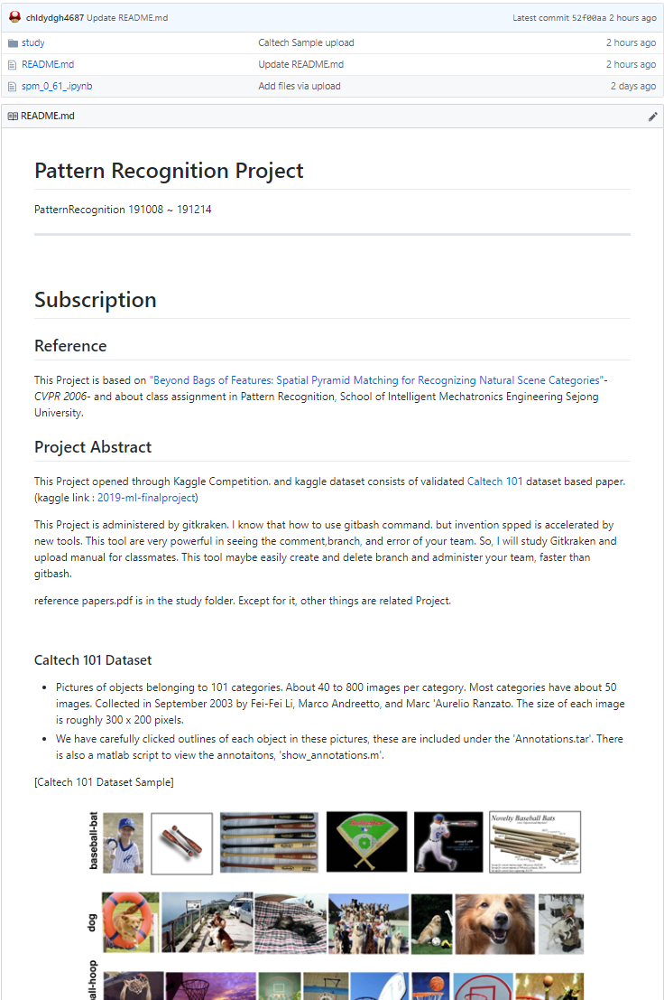 chldydgh4687 Update README.md Latest commit 52f00aa 2 hours ago
study Caltech Sample upload 2 hours ago
README.md Update README.md 2 hours ago
spm_0_61_.ipynb Add files via upload 2 days ago
README.md
Pattern Recognition Project
PatternRecognition 191008 ~ 191214
Subscription
Reference
This Project is based on "Beyond Bags of Features: Spatial Pyramid Matching for Recognizing Natural Scene Categories"-
CVPR 2006- and about class assignment in Pattern Recognition, School of Intelligent Mechatronics Engineering Sejong
University.
Project Abstract
This Project opened through Kaggle Competition. and kaggle dataset consists of validated Caltech 101 dataset based paper.
(kaggle link : 2019-ml-finalproject)
This Project is administered by gitkraken. I know that how to use gitbash command. but invention spped is accelerated by
new tools. This tool are very powerful in seeing the comment,branch, and error of your team. So, I will study Gitkraken and
upload manual for classmates. This tool maybe easily create and delete branch and administer your team, faster than
gitbash.
reference papers.pdf is in the study folder. Except for it, other things are related Project.
Caltech 101 Dataset
• Pictures of objects belonging to 101 categories. About 40 to 800 images per category. Most categories have about 50
images. Collected in September 2003 by Fei-Fei Li, Marco Andreetto, and Marc 'Aurelio Ranzato. The size of each image
is roughly 300 x 200 pixels.
• We have carefully clicked outlines of each object in these pictures, these are included under the 'Annotations.tar'. There
is also a matlab script to view the annotaitons, 'show_annotations.m'.
[Caltech 101 Dataset Sample]
baseball-bat
Novelty Baseball Bats
dog
all-hoop